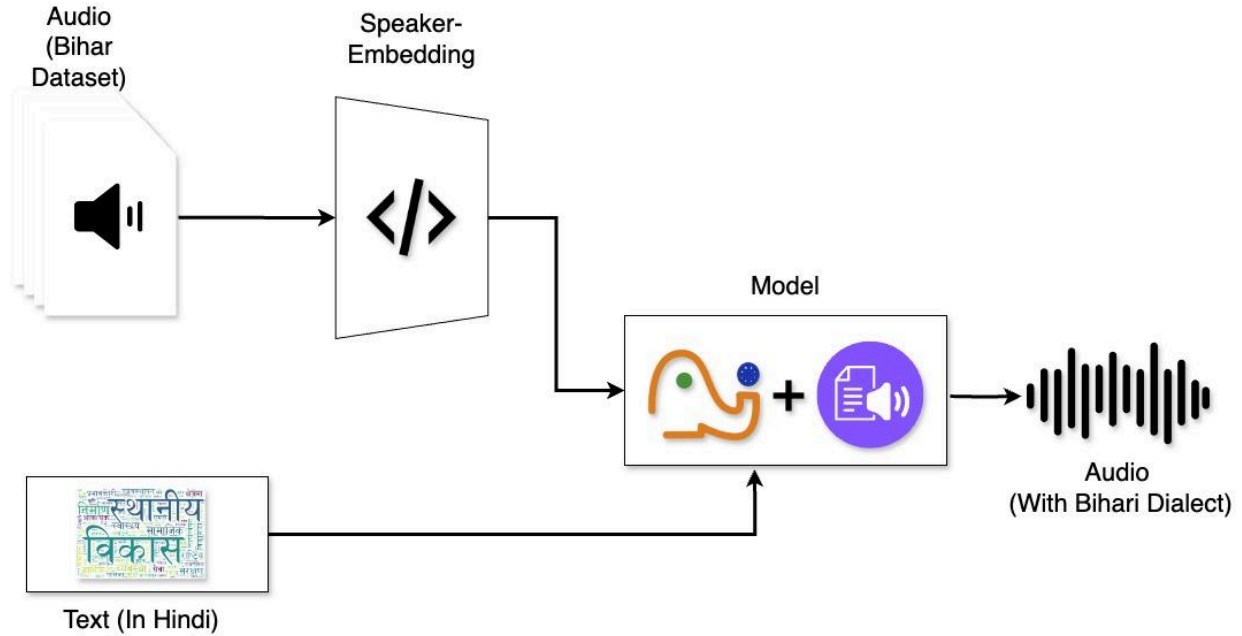 Audio
(Bihar
Dataset)
Speaker-
Embedding
Model
Audio
(With Bihari Dialect)
स्थानीय
निर्माण
स्वास्थ्य सामाजिक
विकास
Text (In Hindi)